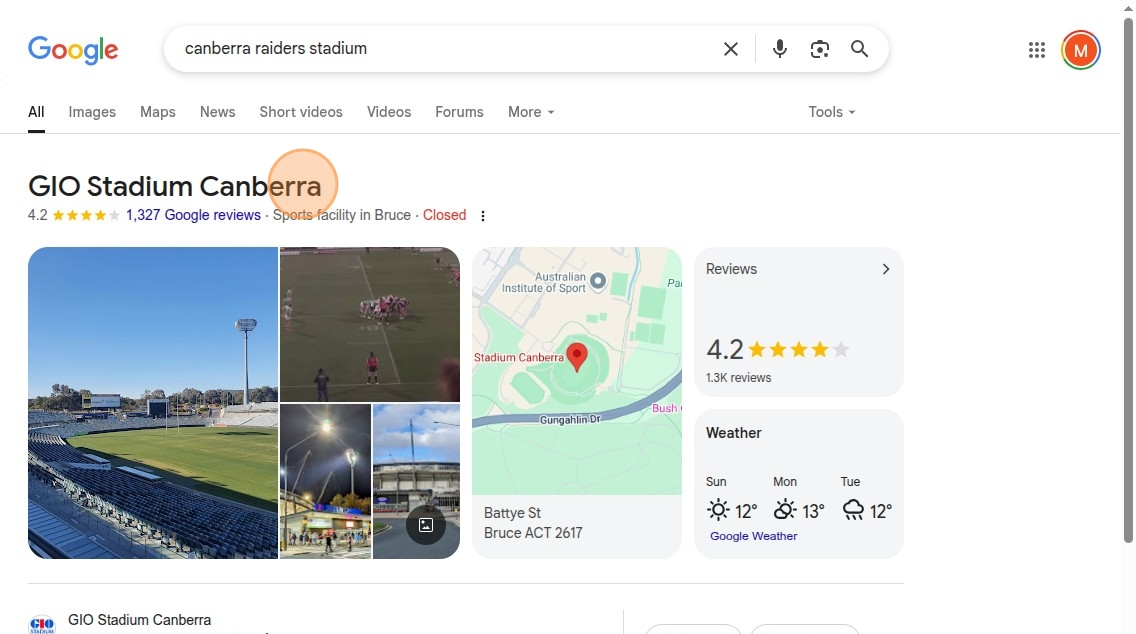 Google
canberra raiders stadium
M
All Images Maps News Short videos Videos Forums More Tools
GIO Stadium Canberra
4.2 1,327 Google reviews · Sports facility in Bruce · Closed
Australian
Institute of Sport
Pa
Stadium Canberra
Gungahlin Dr
Bush
Battye St
Bruce ACT 2617
Reviews
4.2
1.3K reviews
Weather
Sun Mon Tue
12° 13° 12°
Google Weather
GIO
STADIUM
GIO Stadium Canberra